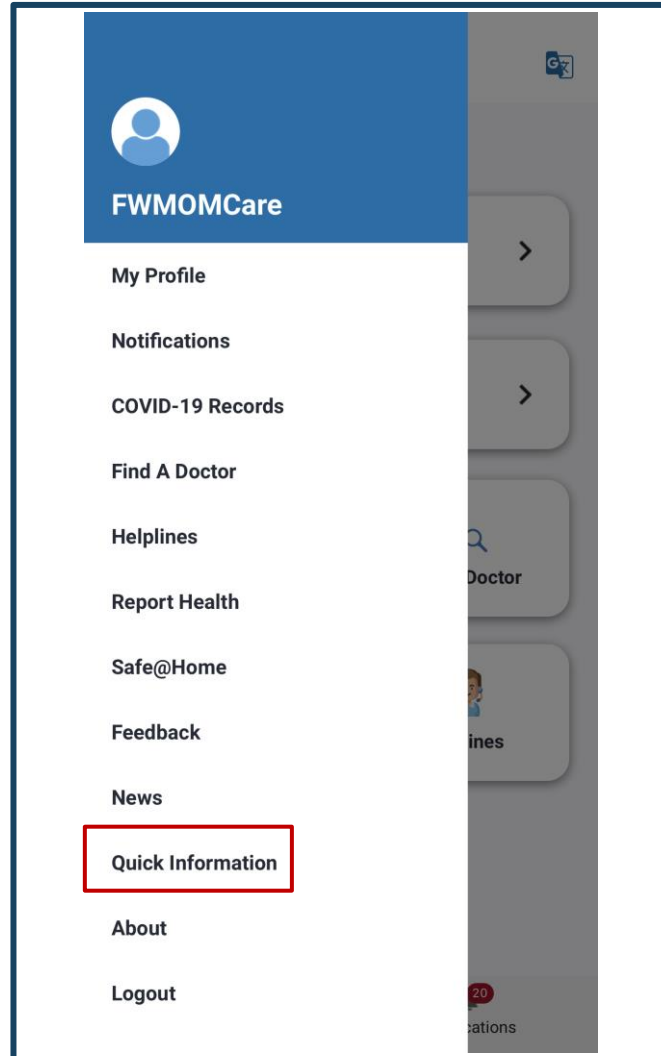 FWMOMCare
My Profile
Notifications
COVID-19 Records
Find A Doctor
Helplines
Report Health
Safe@Home
Feedback
News
Quick Information
About
Logout
Doctor
ines
20
cations